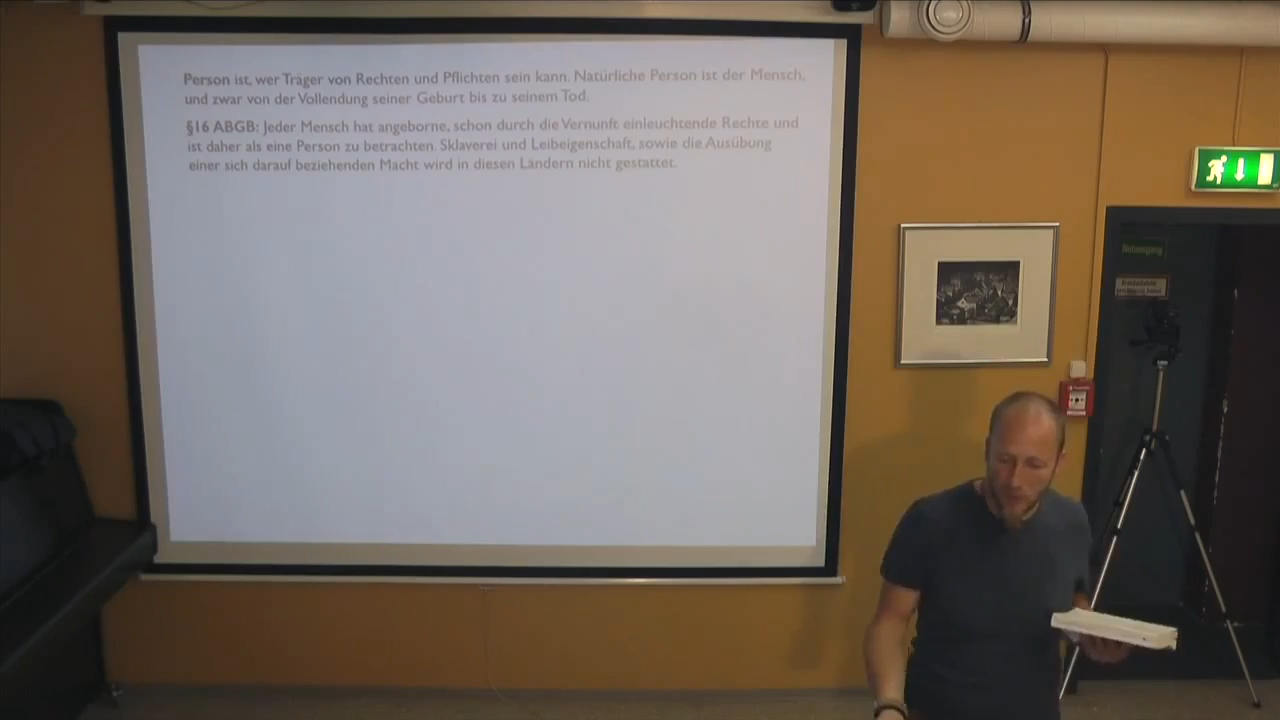 Person ist, wer Träger von Rechten und Pflichten sein kann. Natürliche Person ist der Mensch,
und zwar von der Vollendung seiner Geburt bis zu seinem Tod.
§16 ABGB: Jeder Mensch hat angeborne, schon durch die Vernunft einleuchtende Rechte und
ist daher als eine Person zu betrachten. Sklaverei und Leibeigenschaft, sowie die Ausübung
einer sich darauf beziehenden Macht wird in diesen Ländern nicht gestattet.
Notausgang